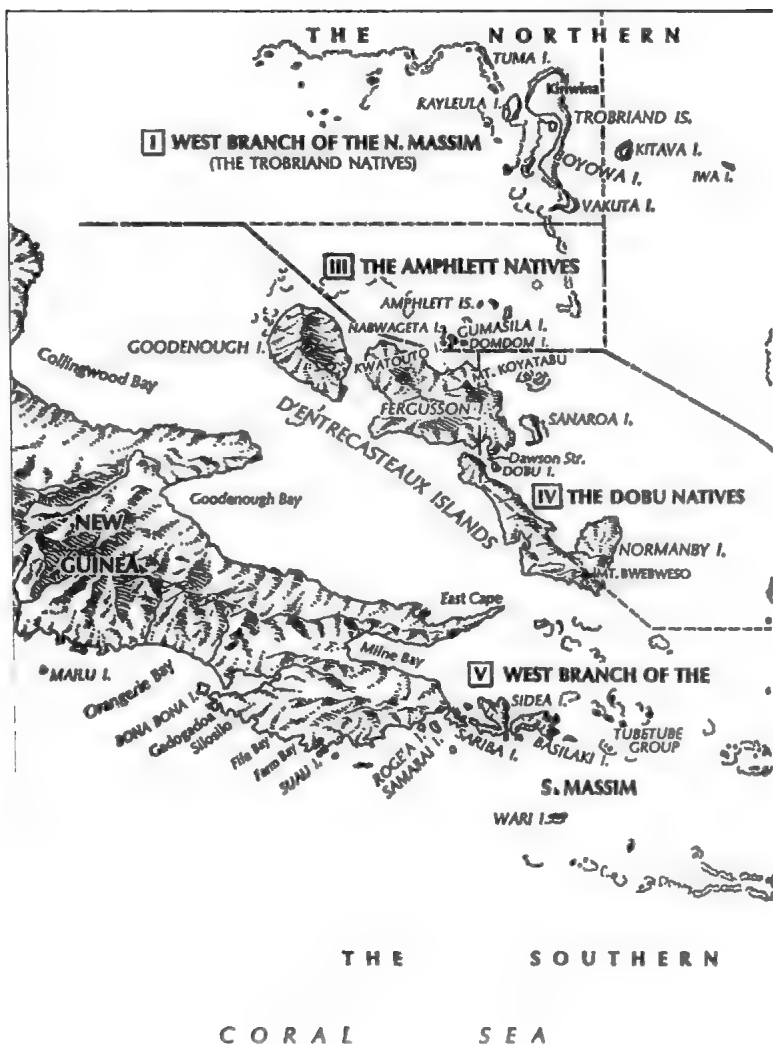 THE NORTHERN
TUMA I.
Kiriwina
KAYLEULA I.
TROBRIAND IS.
I WEST BRANCH OF THE N. MASSIM
(THE TROBRIAND NATIVES)
KITAVA I.
BOYOWA I.
IWA I.
VAKUTA I.
III THE AMPHLETT NATIVES
AMPHLETT IS.
NABWAGETA I.
GUMASILA I.
DOMDOM I.
GOODENOUGH I.
KWATOUTO I.
MT. KOYATABU
Collingwood Bay
FERGUSSON I.
SANAROA I.
D'ENTRECASTEAUX ISLANDS
Dawson Str.
DOBU I.
Goodenough Bay
IV THE DOBU NATIVES
NEW
GUINEA
NORMANBY I.
MT. BWEBWESO
East Cape
Milne Bay
MAILU I.
Orangerie Bay
V WEST BRANCH OF THE
BONA BONA I.
Gadogadoa
Silosilo
SIDEA I.
Fife Bay
Farm Bay
SUAU I.
ROGE'A I.
SAMARAI I.
SARIBA I.
BASILAKI I.
TUBETUBE
GROUP
S. MASSIM
WARI I.
THE SOUTHERN
CORAL SEA